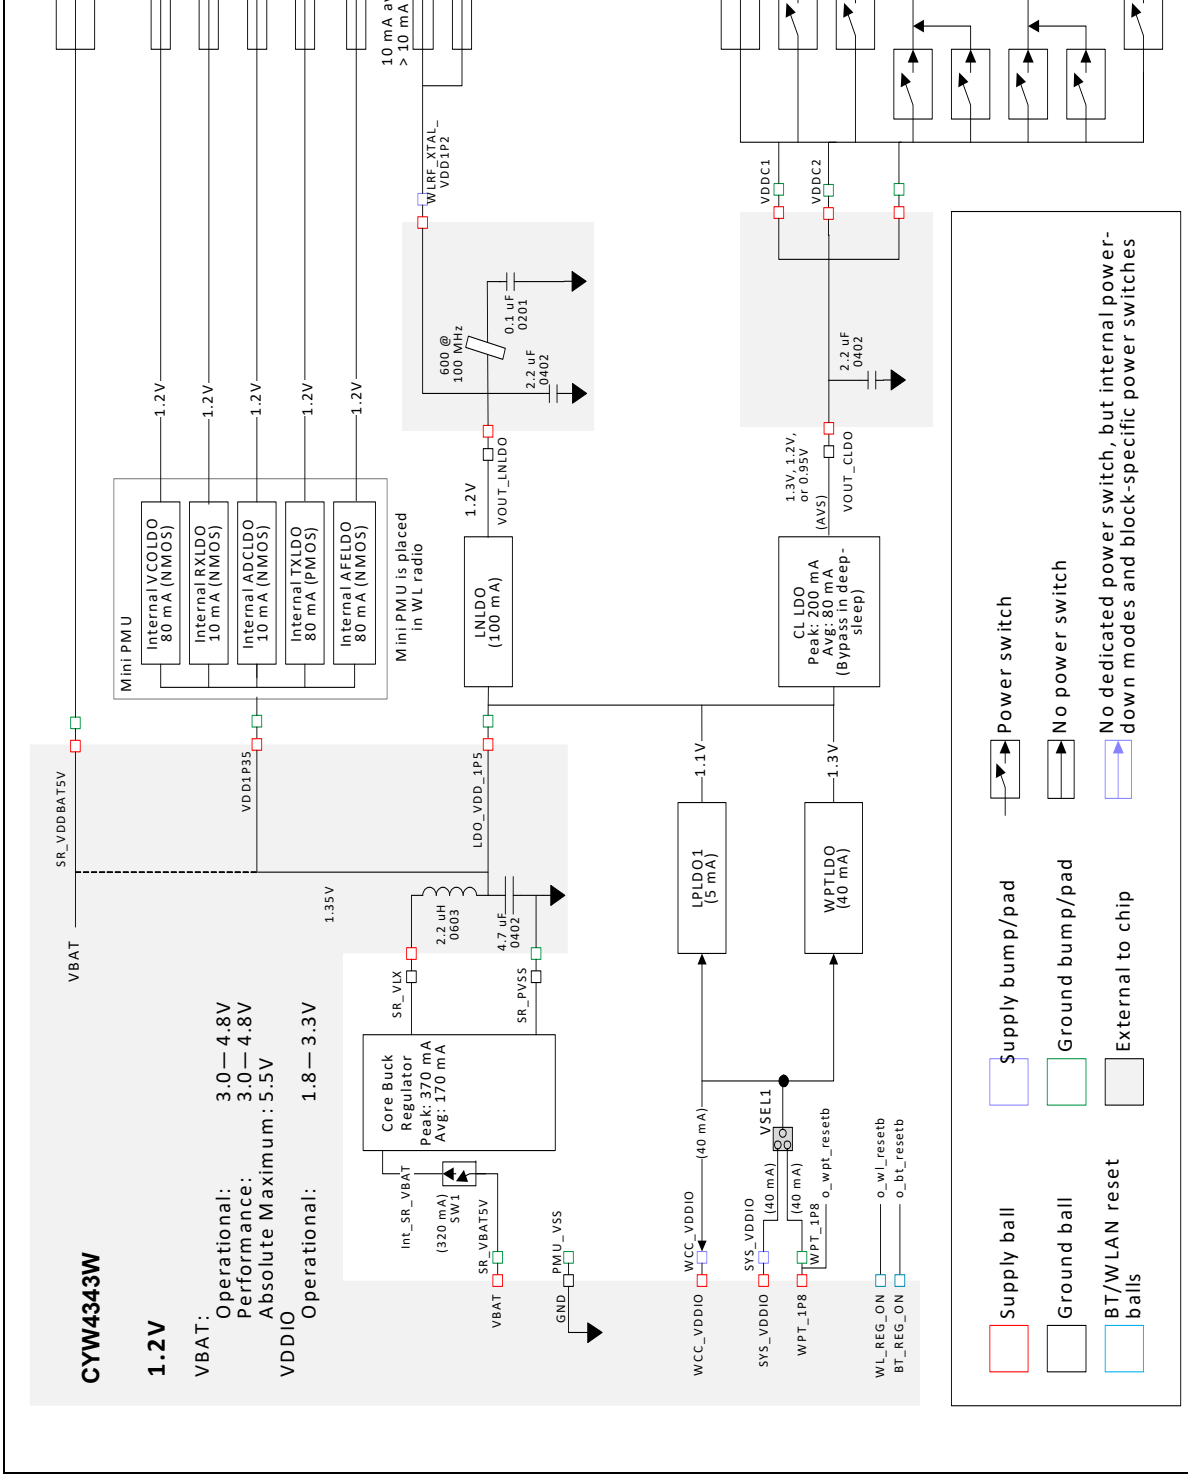 CYW4343W
1.2V
VBAT:
Operational: 3.0—4.8V
Performance: 3.0—4.8V
Absolute Maximum: 5.5V
VDDIO
Operational: 1.8—3.3V
VBAT
SR_VDDBAT5V
VDD1P35
1.35V
LDO_VDD_1P5
2.2 uH
0603
4.7 uF
0402
SR_VLX
SR_PVSS
Core Buck
Regulator
Peak: 370 mA
Avg: 170 mA
Int_SR_VBAT
(320 mA)
SW1
SR_VBAT5V
VBAT
PMU_VSS
GND
Mini PMU
Internal VCOLDO
80 mA (NMOS)
Internal RXLDO
10 mA (NMOS)
Internal ADCLDO
10 mA (NMOS)
Internal TXLDO
80 mA (PMOS)
Internal AFELDO
80 mA (NMOS)
Mini PMU is placed
in WL radio
1.2V
1.2V
1.2V
1.2V
1.2V
10 mA av
> 10 mA
WLRF_XTAL_
VDD1P2
600 @
100 MHz
0.1 uF
0201
2.2 uF
0402
1.2V
VOUT_LNLDO
LNLDO
(100 mA)
WCC_VDDIO
WCC_VDDIO
(40 mA)
SYS_VDDIO
SYS_VDDIO
(40 mA)
WPT_1P8
WPT_1P8
(40 mA)
o_wpt_resetb
VSEL1
WL_REG_ON
o_wl_resetb
BT_REG_ON
o_bt_resetb
LPLDO1
(5 mA)
1.1V
WPTLDO
(40 mA)
1.3V
CL LDO
Peak: 200 mA
Avg: 80 mA
(Bypass in deep-
sleep)
1.3V, 1.2V,
or 0.95V
(AVS)
VOUT_CLDO
2.2 uF
0402
VDDC1
VDDC2
Supply ball
Ground ball
BT/WLAN reset
balls
Supply bump/pad
Ground bump/pad
External to chip
Power switch
No power switch
No dedicated power switch, but internal power-
down modes and block-specific power switches